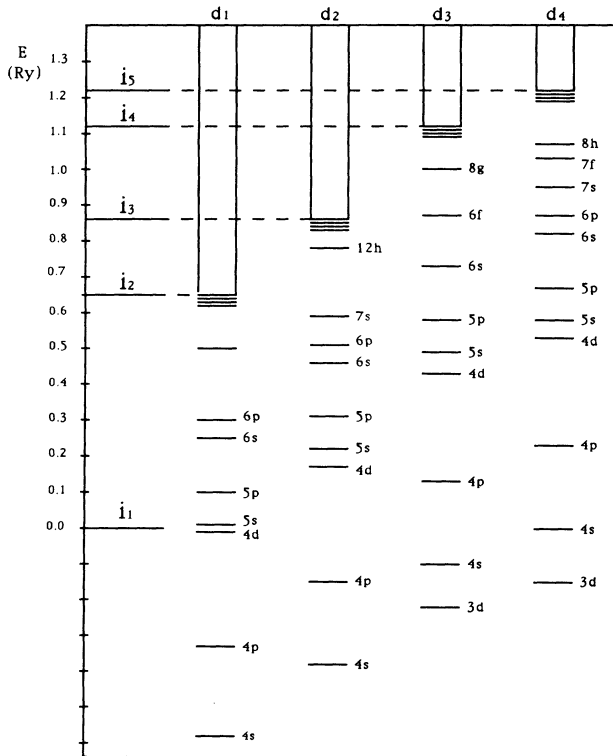 d1 d2 d3 d4
E
(Ry)
1.3
i5
1.2
i4
1.1
8h
7f
1.0
8g
7s
0.9
i3
6f
6p
6s
0.8
12h
6s
0.7
i2
5p
0.6
7s
5p
5s
4d
0.5
6p
5s
6s
4d
0.4
0.3
6p
5p
6s
0.2
5s
4p
4d
0.1
5p
4p
i1
0.0
5s
4d
4s
4s
4p
3d
3d
4p
4s
4s